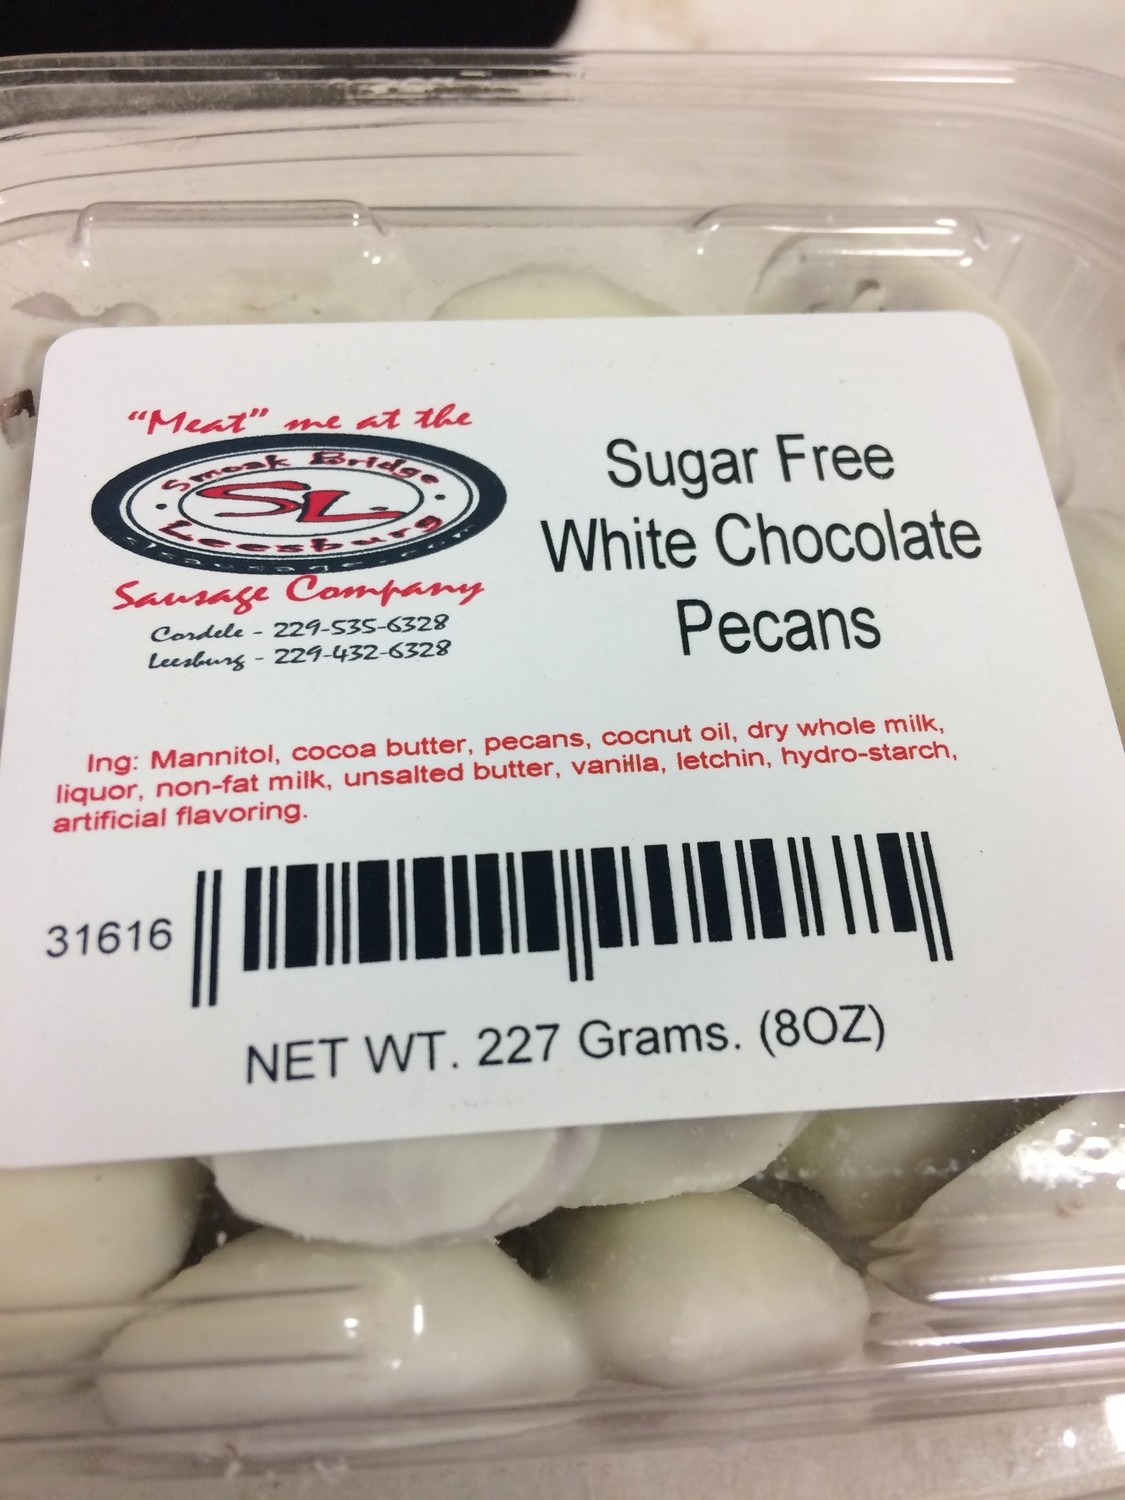 "Meat" me at the
Smoak Bridge
SL
Leesburg
Sausage Company
Cordele - 229-535-6328
Leesburg - 229-432-6328
Sugar Free
White Chocolate
Pecans
Ing: Mannitol, cocoa butter, pecans, cocnut oil, dry whole milk,
liquor, non-fat milk, unsalted butter, vanilla, letchin, hydro-starch,
artificial flavoring.
31616
NET WT. 227 Grams. (8OZ)